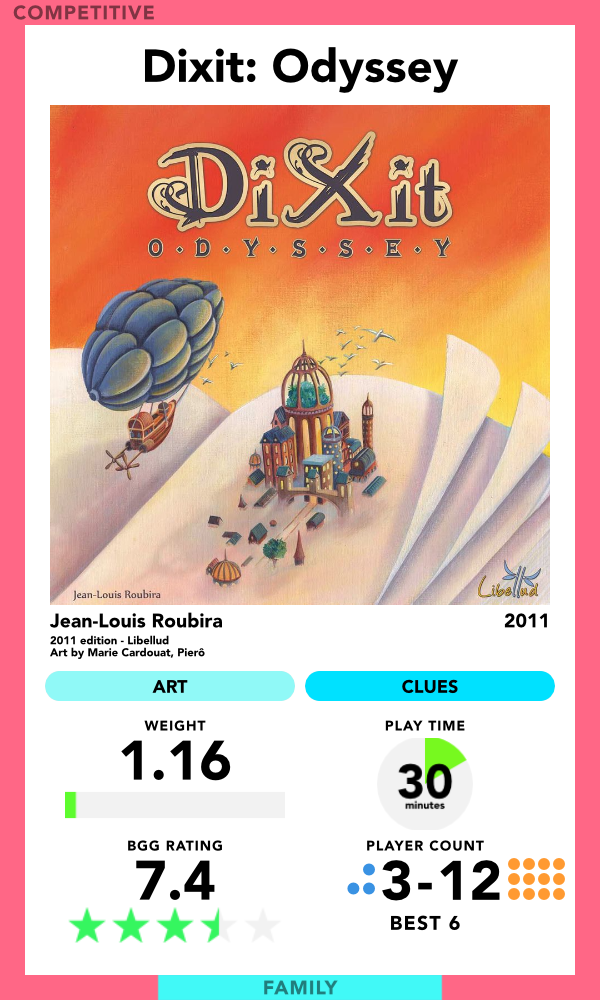 COMPETITIVE
Dixit: Odyssey
DiXit
O·D·Y·S·S·E·Y
Jean-Louis Roubira
Libellud
Jean-Louis Roubira 2011
2011 edition - Libellud
Art by Marie Cardouat, Pierô
ART CLUES
WEIGHT PLAY TIME
1.16 30
minutes
BGG RATING PLAYER COUNT
7.4 3-12
BEST 6
FAMILY